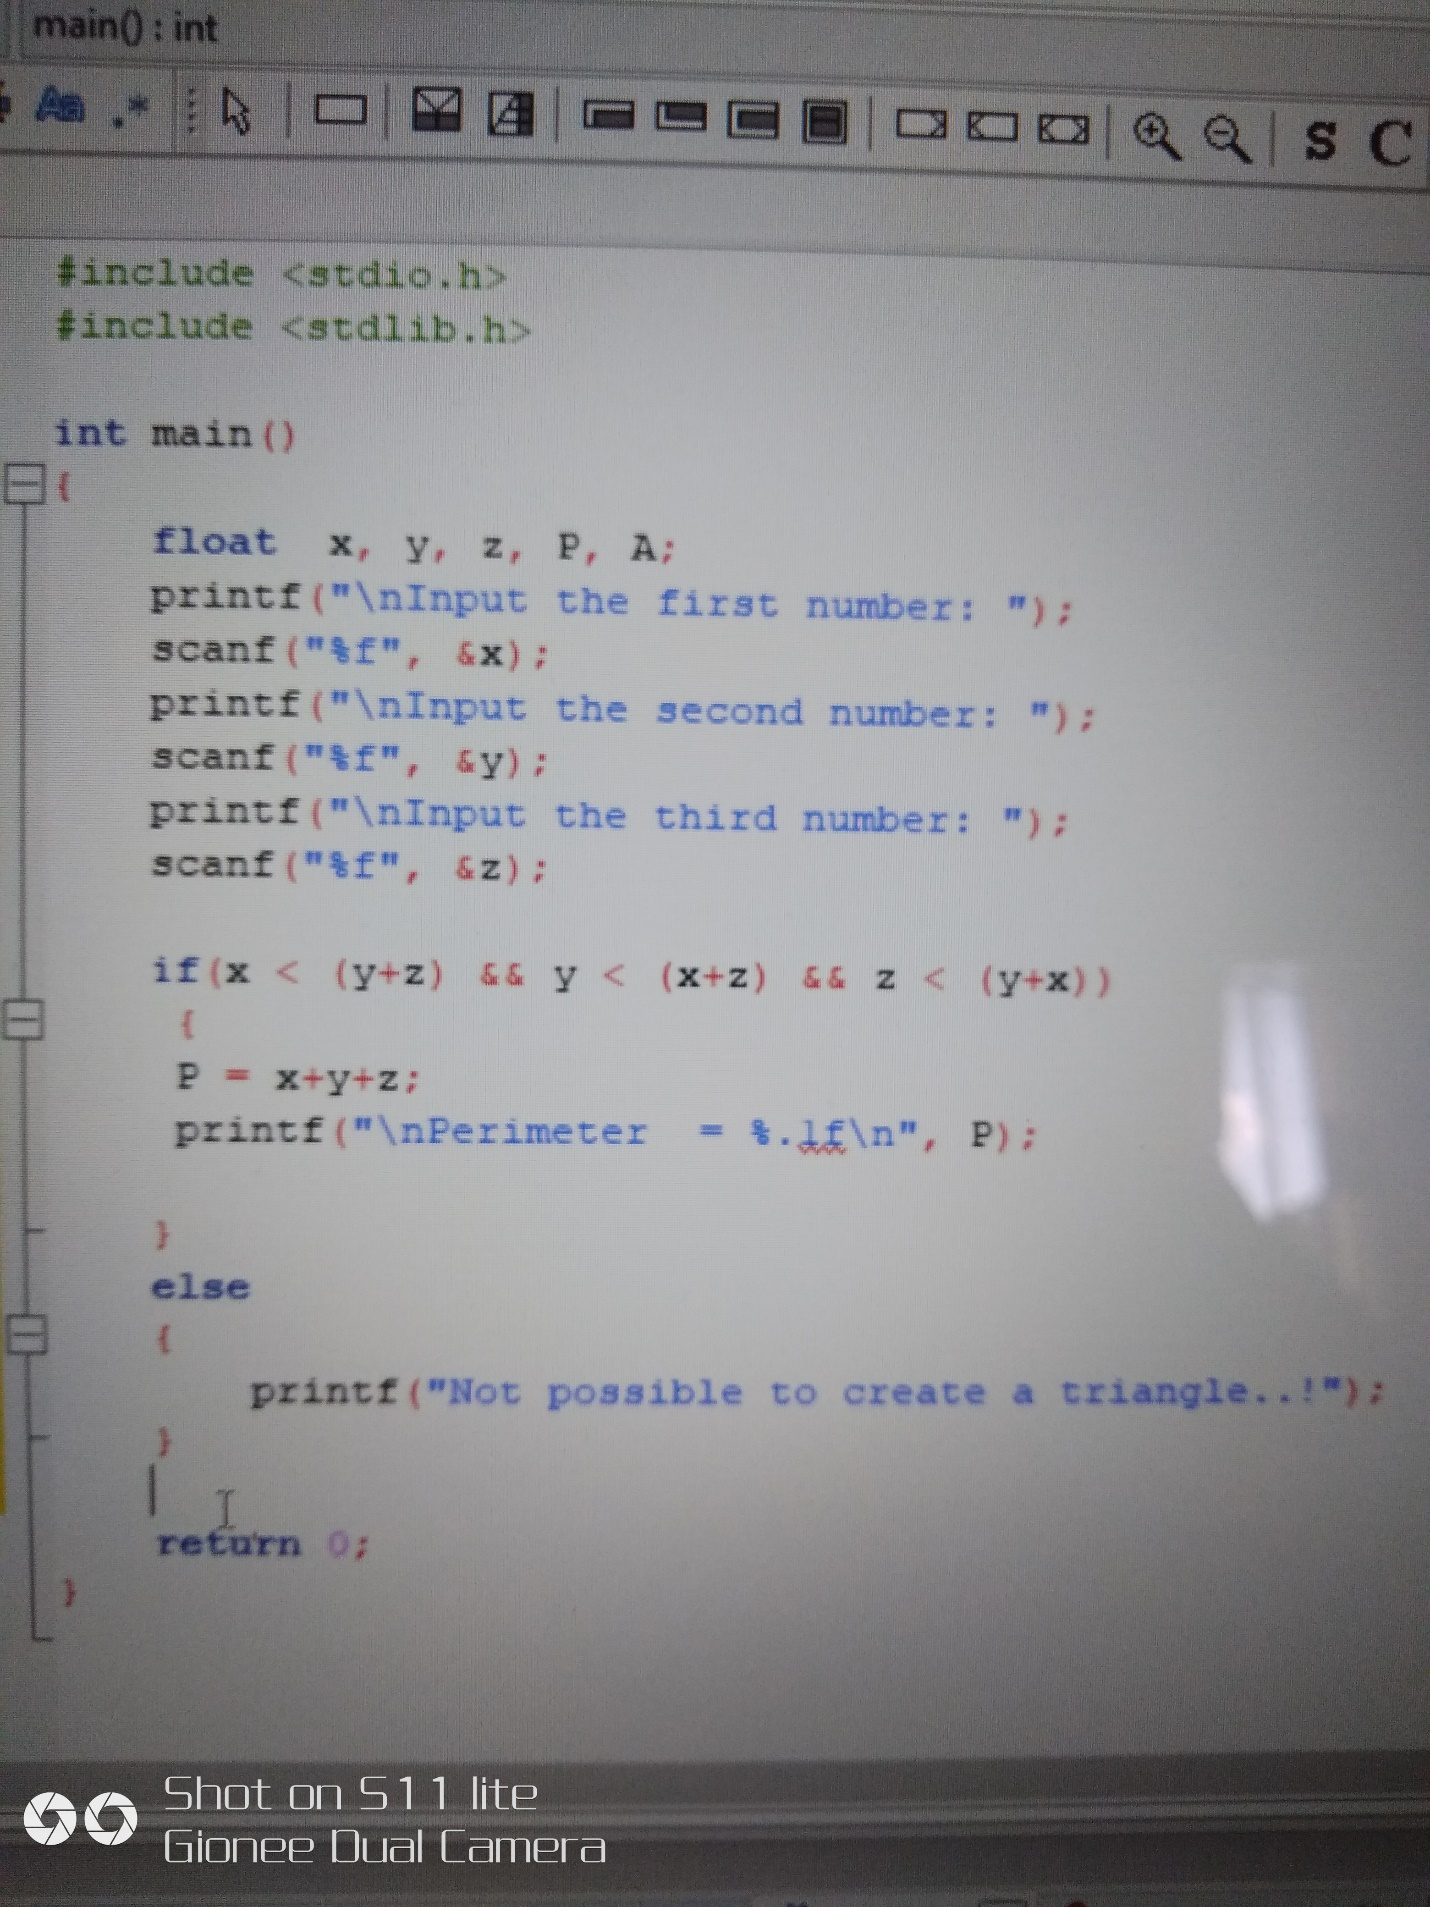 main() : int
Aa .* S C
#include <stdio.h>
#include <stdlib.h>
int main()
{
float x, y, z, P, A;
printf("\nInput the first number: ");
scanf("%f", &x);
printf("\nInput the second number: ");
scanf("%f", &y);
printf("\nInput the third number: ");
scanf("%f", &z);
if(x < (y+z) && y < (x+z) && z < (y+x))
{
P = x+y+z;
printf("\nPerimeter = %.1f\n", P);
}
else
{
printf("Not possible to create a triangle..!");
}
return 0;
}
Shot on S11 lite
Gionee Dual Camera